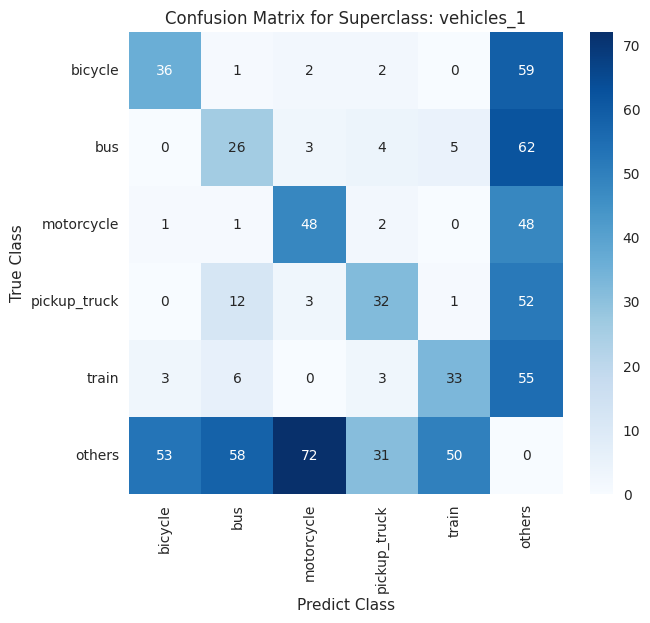 Confusion Matrix for Superclass: vehicles_1
True Class
bicycle 36 1 2 2 0 59
bus 0 26 3 4 5 62
motorcycle 1 1 48 2 0 48
pickup_truck 0 12 3 32 1 52
train 3 6 0 3 33 55
others 53 58 72 31 50 0
bicycle bus motorcycle pickup_truck train others
Predict Class
70
60
50
40
30
20
10
0